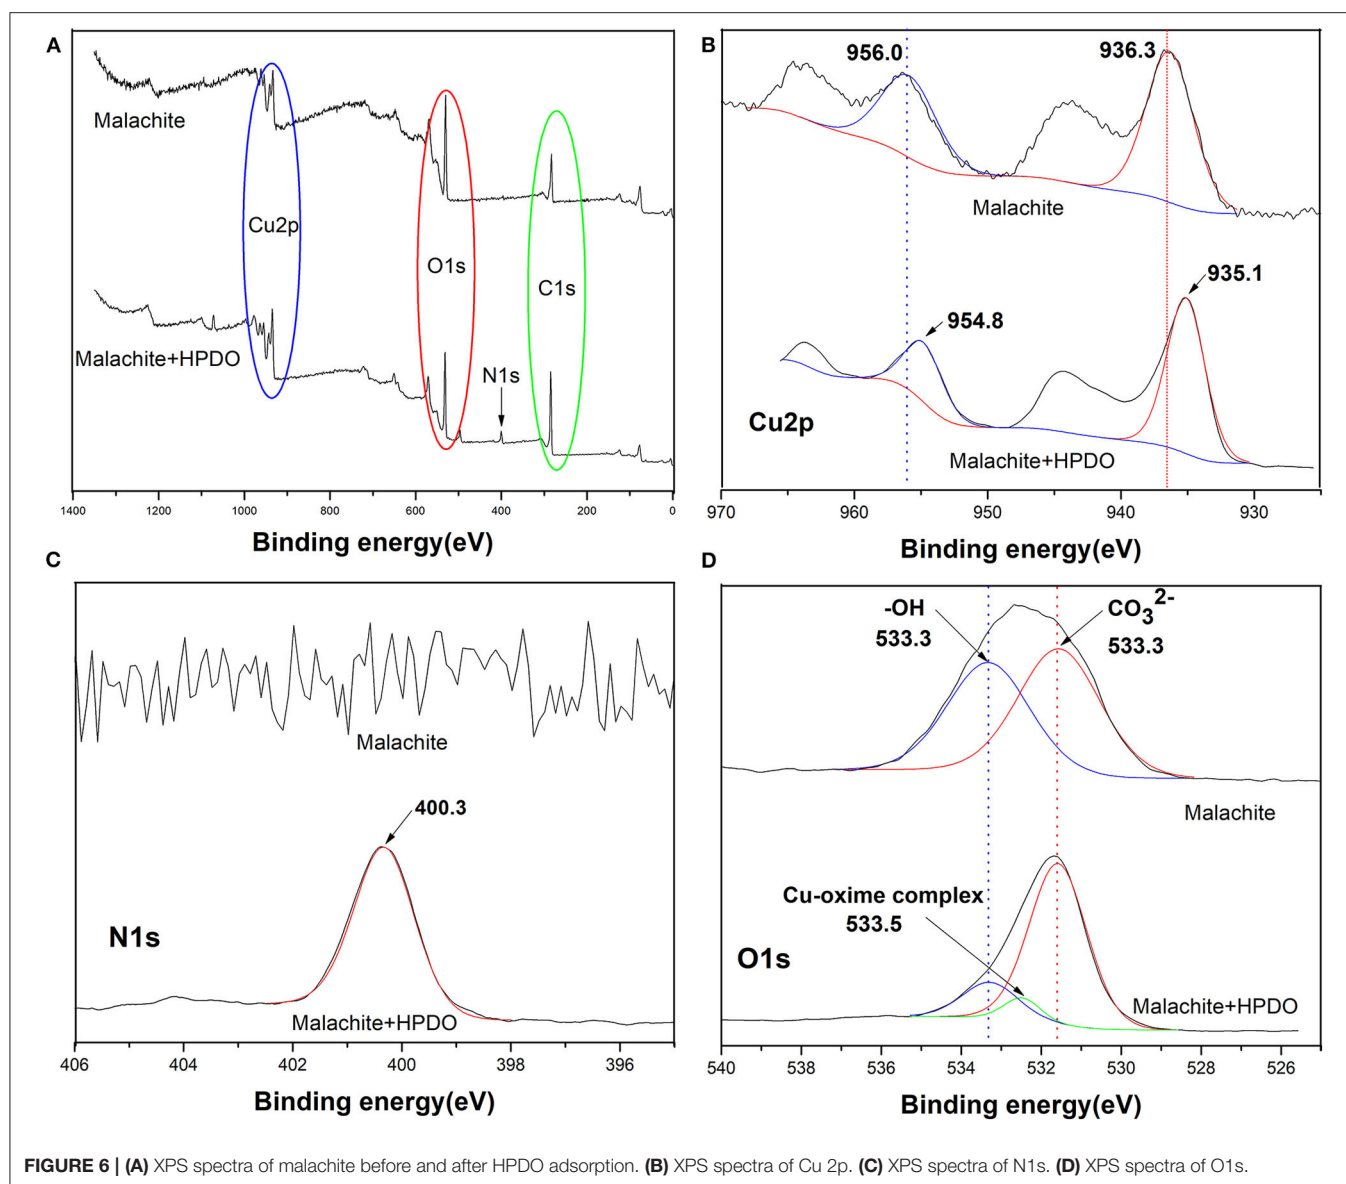 A
Malachite
Cu2p
O1s
C1s
Malachite+HPDO
N1s
1400 1200 1000 800 600 400 200 0
Binding energy(eV)
B
956.0
936.3
Malachite
935.1
954.8
Cu2p
Malachite+HPDO
970 960 950 940 930
Binding energy(eV)
C
Malachite
400.3
N1s
Malachite+HPDO
406 404 402 400 398 396
Binding energy(eV)
D
-OH
533.3
CO3 2-
533.3
Malachite
Cu-oxime complex
533.5
O1s
Malachite+HPDO
540 538 536 534 532 530 528 526
Binding energy(eV)
FIGURE 6 | (A) XPS spectra of malachite before and after HPDO adsorption. (B) XPS spectra of Cu 2p. (C) XPS spectra of N1s. (D) XPS spectra of O1s.